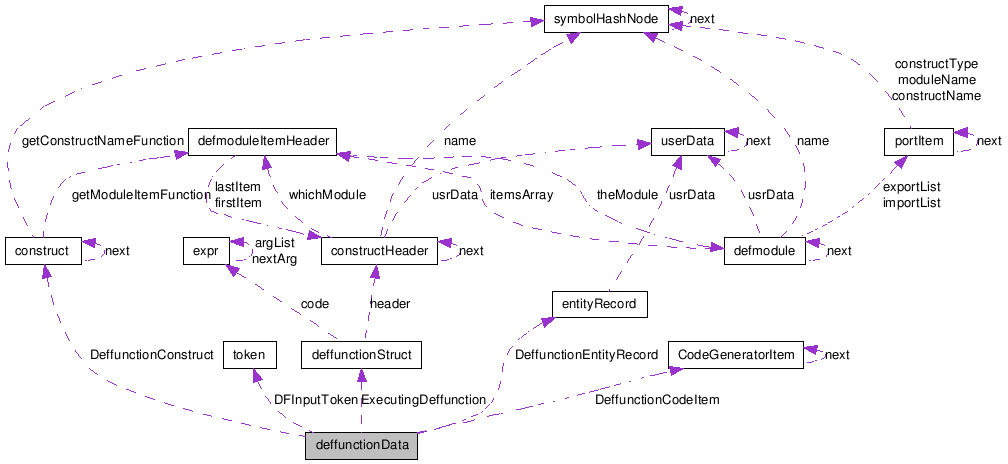 symbolHashNode
next
constructType
moduleName
constructName
getConstructNameFunction
defmoduleItemHeader
name
userData
next
name
portItem
next
getModuleItemFunction
lastItem
firstItem
whichModule
usrData
itemsArray
theModule
usrData
usrData
exportList
importList
construct
next
expr
argList
nextArg
constructHeader
next
defmodule
next
code
header
entityRecord
DeffunctionConstruct
token
deffunctionStruct
DeffunctionEntityRecord
CodeGeneratorItem
next
DFInputToken
ExecutingDeffunction
DeffunctionCodeItem
deffunctionData